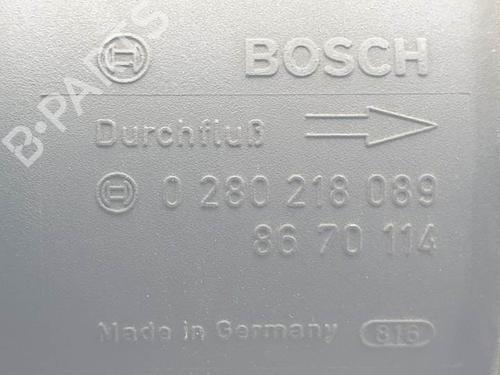 BOSCH
Durchfluß
0 280 218 089
86 70 114
Made in Germany 816
B-PARTS